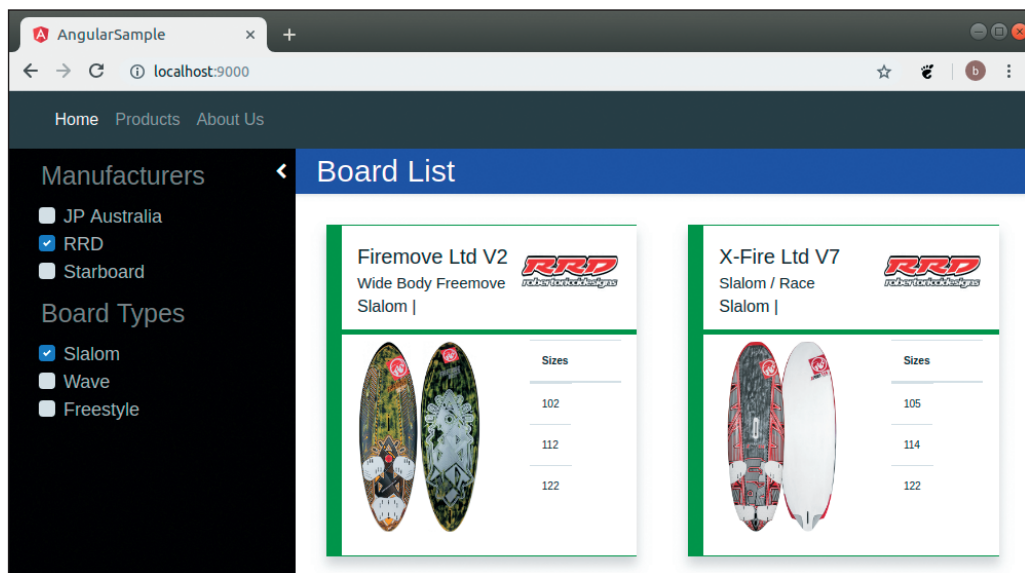 AngularSample
localhost:9000
b
Home Products About Us
Manufacturers
JP Australia
RRD
Starboard
Board Types
Slalom
Wave
Freestyle
Board List
Firemove Ltd V2
Wide Body Freemove
Slalom |
RRD
robertoriccidesigns
Sizes
102
112
122
X-Fire Ltd V7
Slalom / Race
Slalom |
RRD
robertoriccidesigns
Sizes
105
114
122